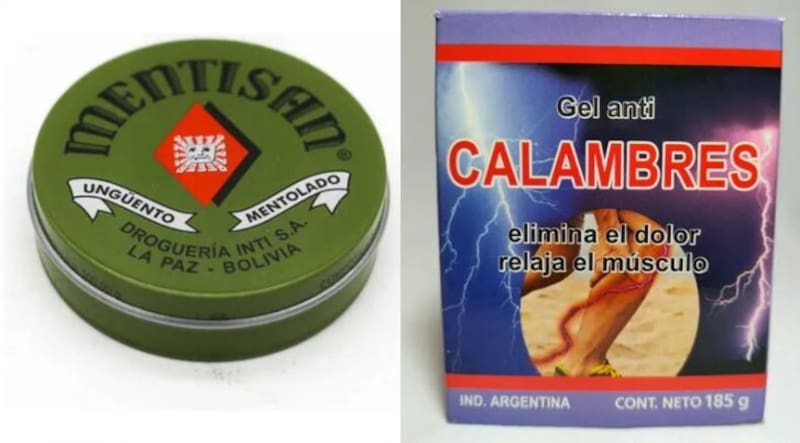 MENTISAN®
UNGÜENTO
MENTOLADO
DROGUERÍA INTI S.A.
LA PAZ - BOLIVIA
Gel anti
CALAMBRES
elimina el dolor
relaja el músculo
IND. ARGENTINA
CONT. NETO 185 g